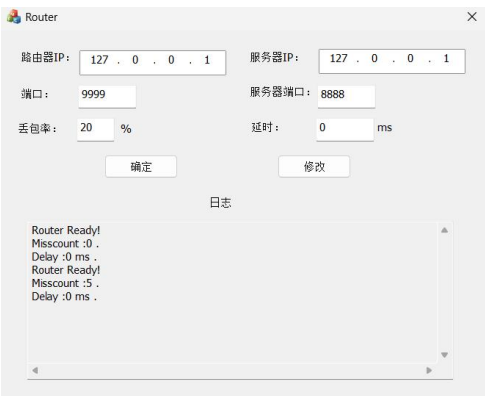 Router
路由器IP： 127 . 0 . 0 . 1 服务器IP： 127 . 0 . 0 . 1
端口： 9999 服务器端口： 8888
丢包率： 20 % 延时： 0 ms
确定 修改
日志
Router Ready!
Misscount :0 .
Delay :0 ms .
Router Ready!
Misscount :5 .
Delay :0 ms .